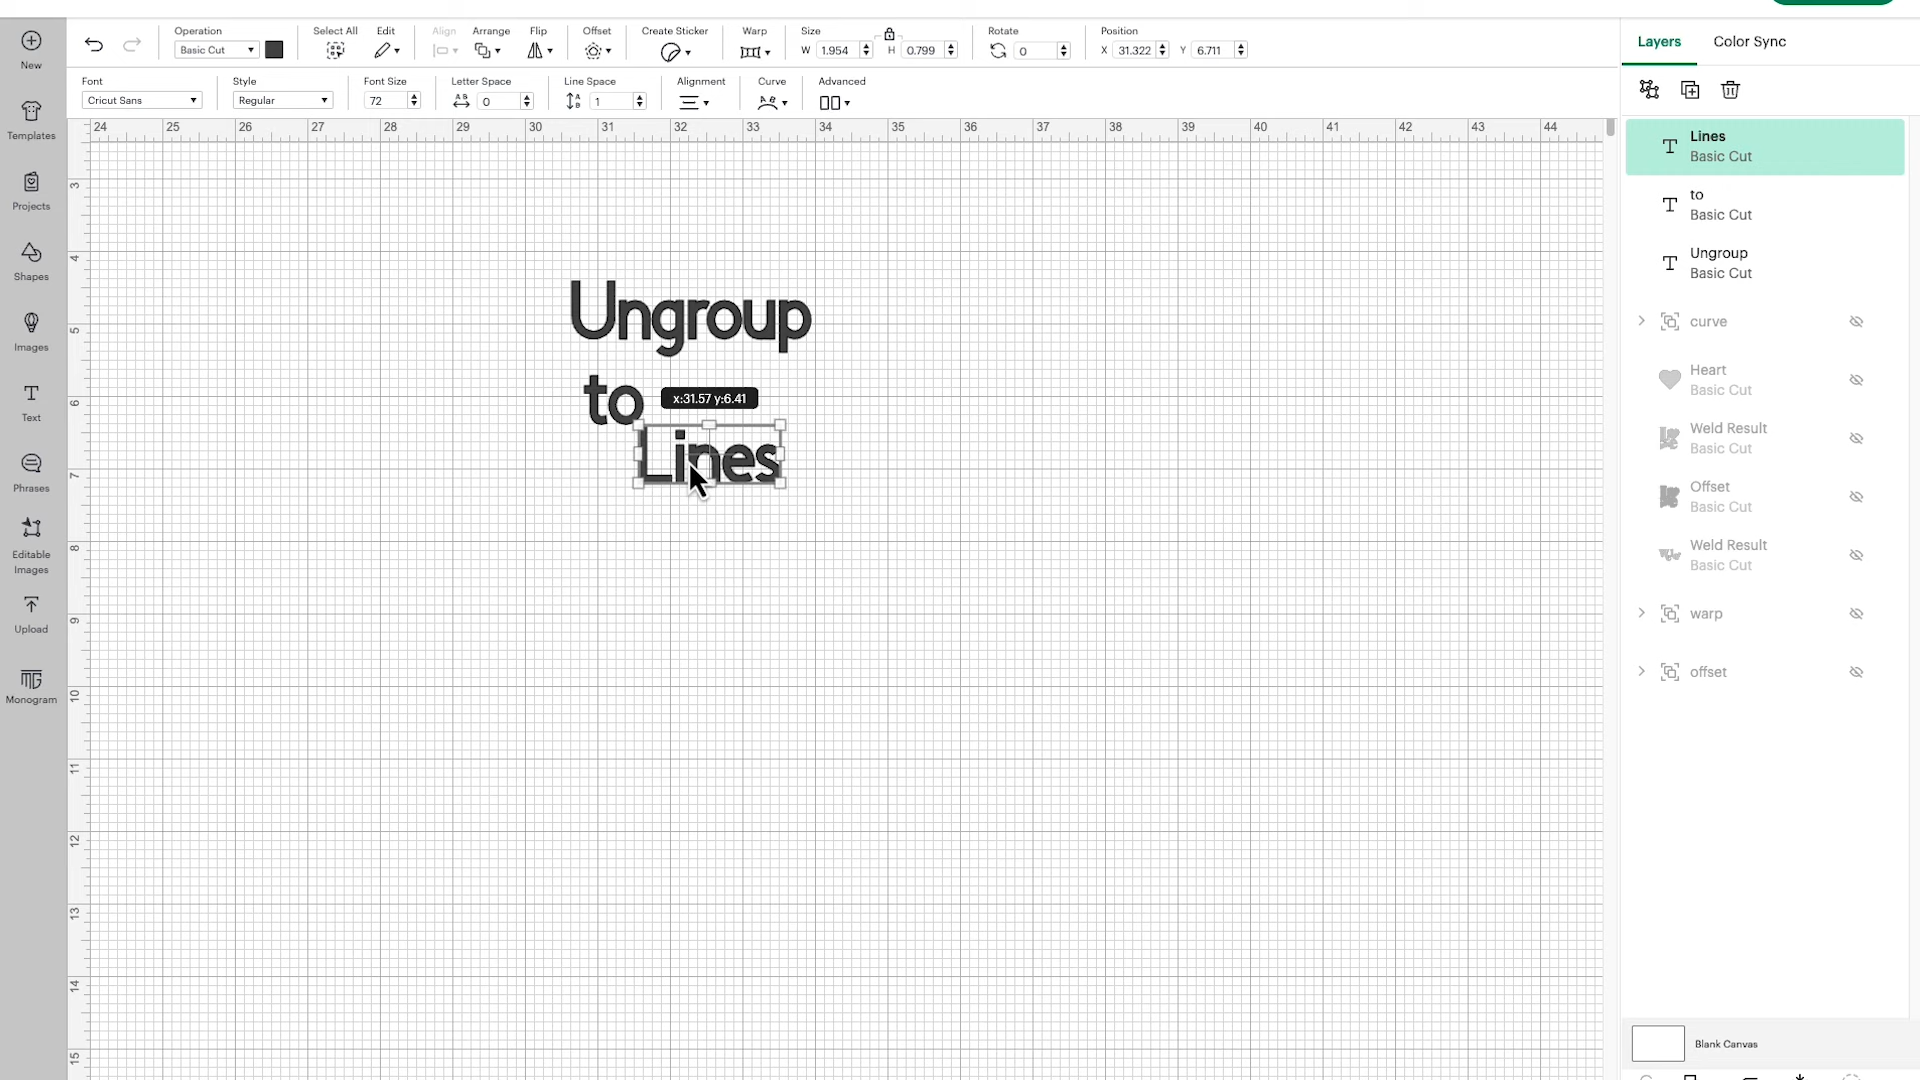 Operation
Select All
Edit
Align
Arrange
Flip
Offset
Create Sticker
Warp
Size
Rotate
Position
Basic Cut
W 1.954
H 0.799
0
X 31.322
Y 6.711
Font
Style
Font Size
Letter Space
Line Space
Alignment
Curve
Advanced
Cricut Sans
Regular
72
0
1
New
Templates
Projects
Shapes
Images
Text
Phrases
Editable
Images
Upload
Monogram
24 25 26 27 28 29 30 31 32 33 34 35 36 37 38 39 40 41 42 43 44
3
4
5
6
7
8
9
10
11
12
13
14
15
Ungroup
to
x:31.57 y:6.41
Lines
Layers
Color Sync
Lines
Basic Cut
to
Basic Cut
Ungroup
Basic Cut
curve
Heart
Basic Cut
Weld Result
Basic Cut
Offset
Basic Cut
Weld Result
Basic Cut
warp
offset
Blank Canvas